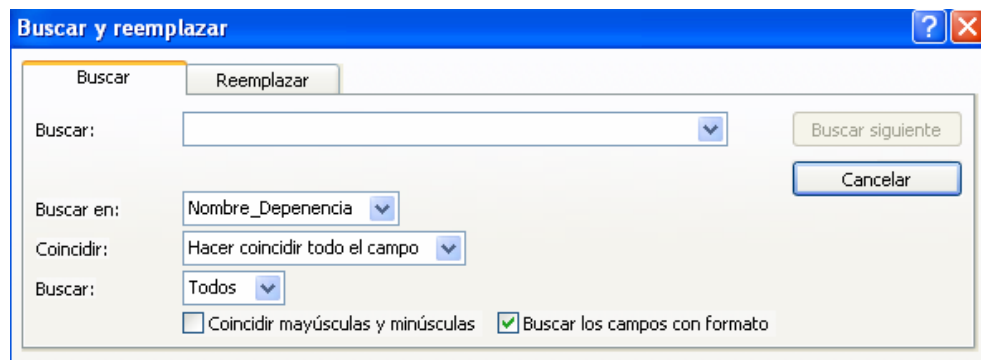 Buscar y reemplazar ?
Buscar Reemplazar
Buscar: Buscar siguiente
Cancelar
Buscar en: Nombre_Depenencia
Coincidir: Hacer coincidir todo el campo
Buscar: Todos
Coincidir mayúsculas y minúsculas Buscar los campos con formato